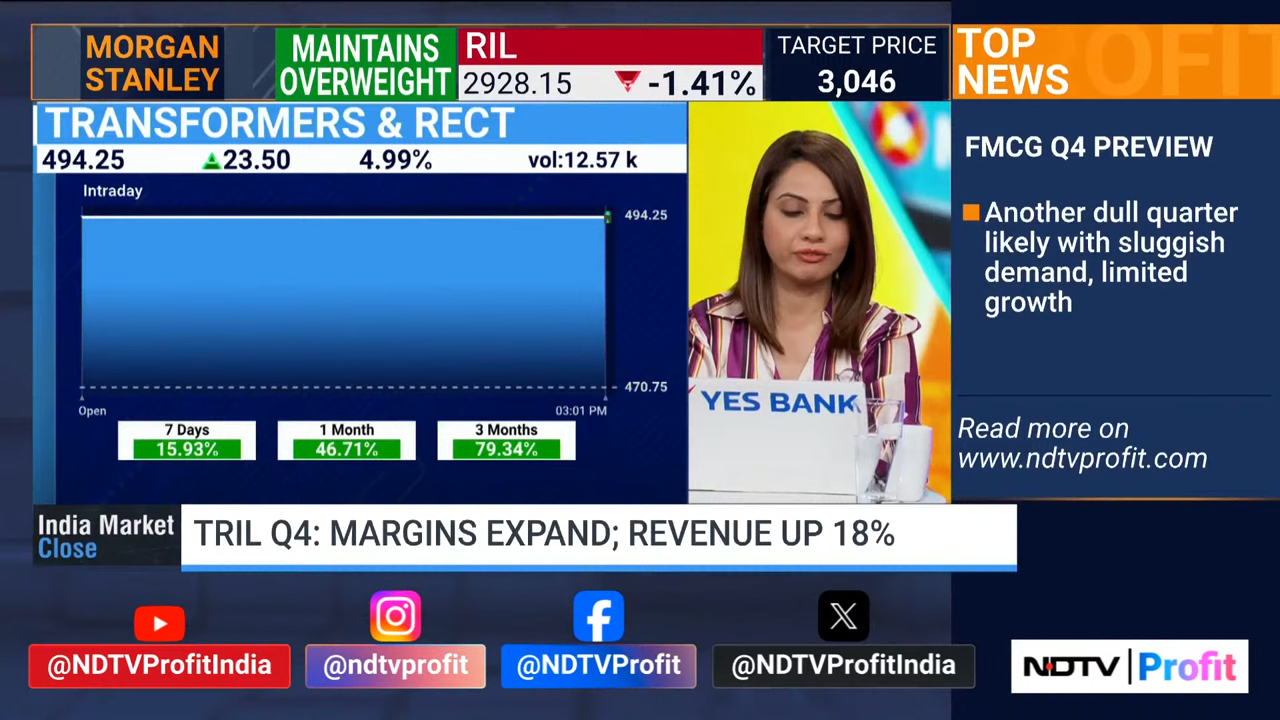 MORGAN
STANLEY
MAINTAINS
OVERWEIGHT
RIL
2928.15 -1.41%
TARGET PRICE
3,046
TOP
NEWS
TRANSFORMERS & RECT
494.25 23.50 4.99% vol:12.57 k
Intraday
494.25
470.75
Open 03:01 PM
7 Days
15.93%
1 Month
46.71%
3 Months
79.34%
YES BANK
FMCG Q4 PREVIEW
Another dull quarter
likely with sluggish
demand, limited
growth
Read more on
www.ndtvprofit.com
India Market
Close
TRIL Q4: MARGINS EXPAND; REVENUE UP 18%
@NDTVProfitIndia
@ndtvprofit
@NDTVProfit
@NDTVProfitIndia
NDTV Profit